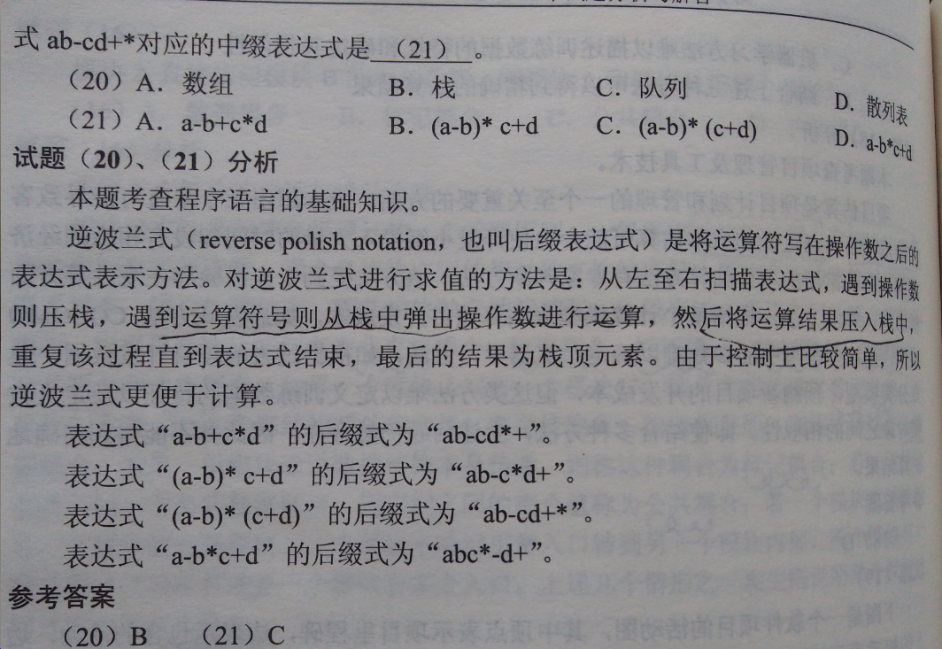 式 ab-cd+*对应的中缀表达式是 （21）。
（20）A．数组 B．栈 C．队列 D．散列表
（21）A．a-b+c*d B．(a-b)* c+d C．(a-b)* (c+d) D．a-b*c+d
试题（20）、（21）分析
本题考查程序语言的基础知识。
逆波兰式（reverse polish notation，也叫后缀表达式）是将运算符写在操作数之后的
表达式表示方法。对逆波兰式进行求值的方法是：从左至右扫描表达式，遇到操作数
则压栈，遇到运算符号则从栈中弹出操作数进行运算，然后将运算结果压入栈中，
重复该过程直到表达式结束，最后的结果为栈顶元素。由于控制上比较简单，所以
逆波兰式更便于计算。
表达式“a-b+c*d”的后缀式为“ab-cd*+”。
表达式“(a-b)* c+d”的后缀式为“ab-c*d+”。
表达式“(a-b)* (c+d)”的后缀式为“ab-cd+*”。
表达式“a-b*c+d”的后缀式为“abc*-d+”。
参考答案
（20）B （21）C